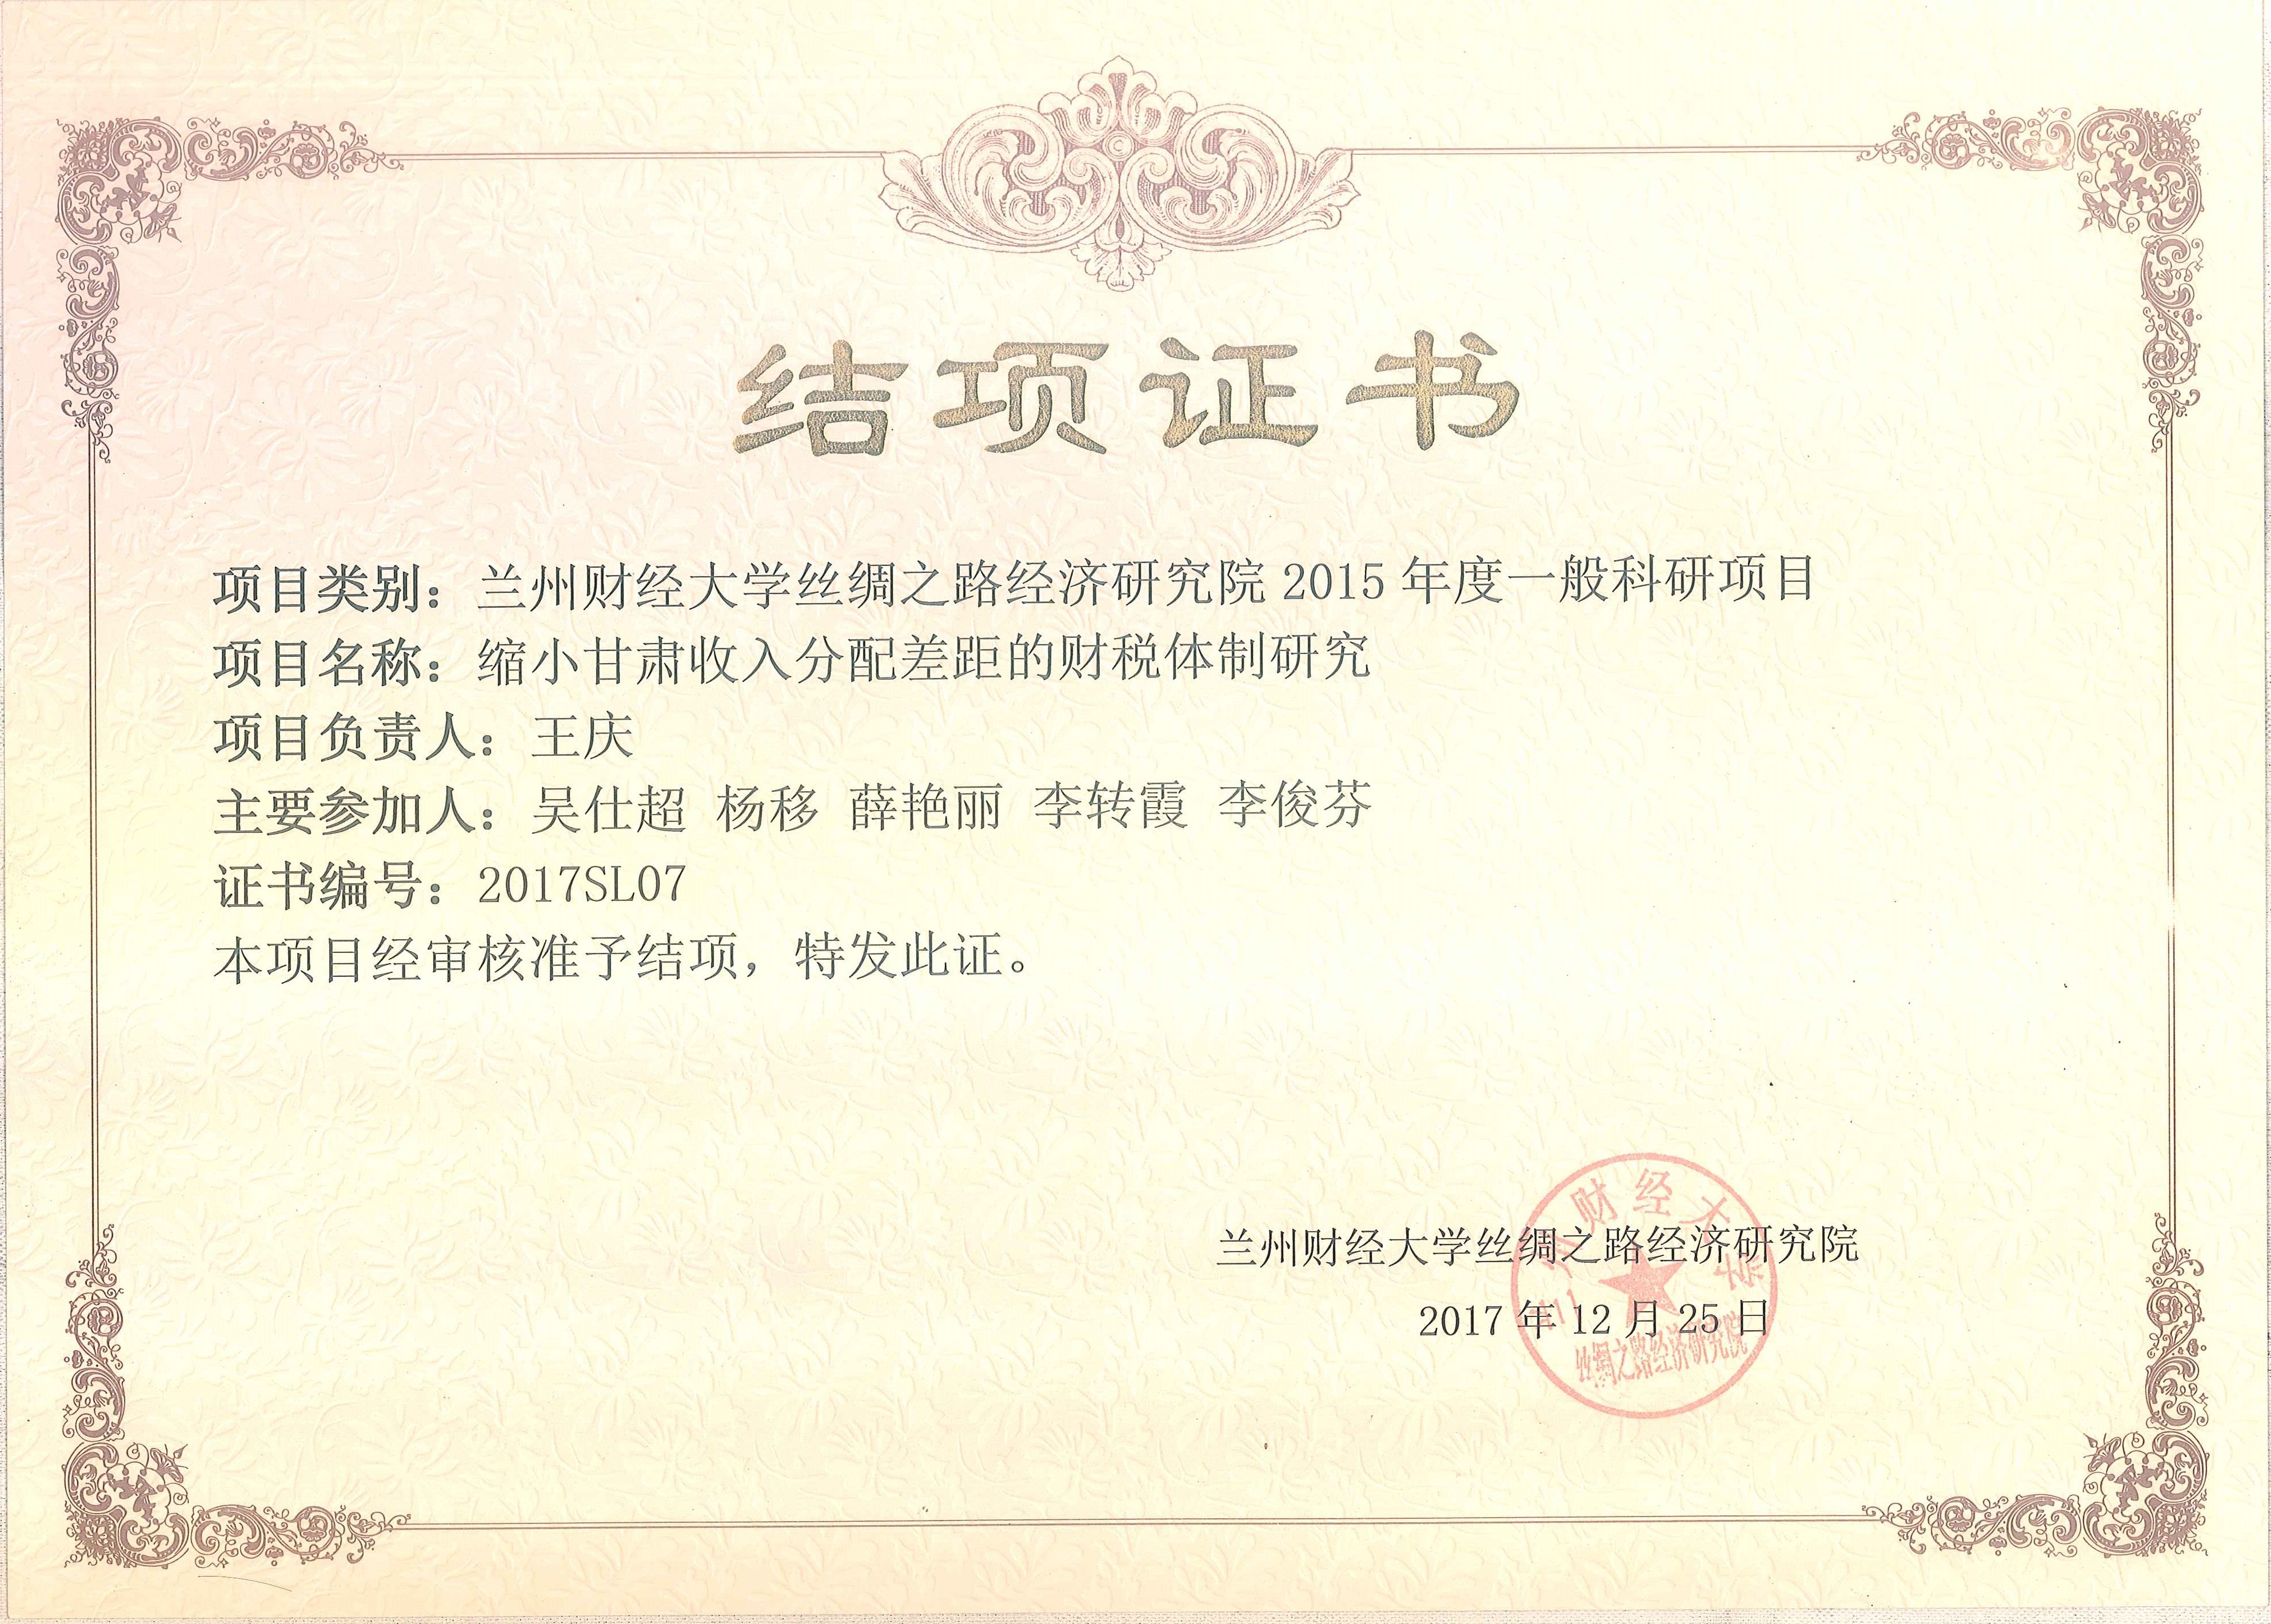 结项证书
项目类别：兰州财经大学丝绸之路经济研究院 2015 年度一般科研项目
项目名称：缩小甘肃收入分配差距的财税体制研究
项目负责人：王庆
主要参加人：吴仕超 杨移 薛艳丽 李转霞 李俊芬
证书编号：2017SL07
本项目经审核准予结项，特发此证。
兰州财经大学丝绸之路经济研究院
2017 年 12 月 25 日
州财经大学
丝绸之路经济研究院